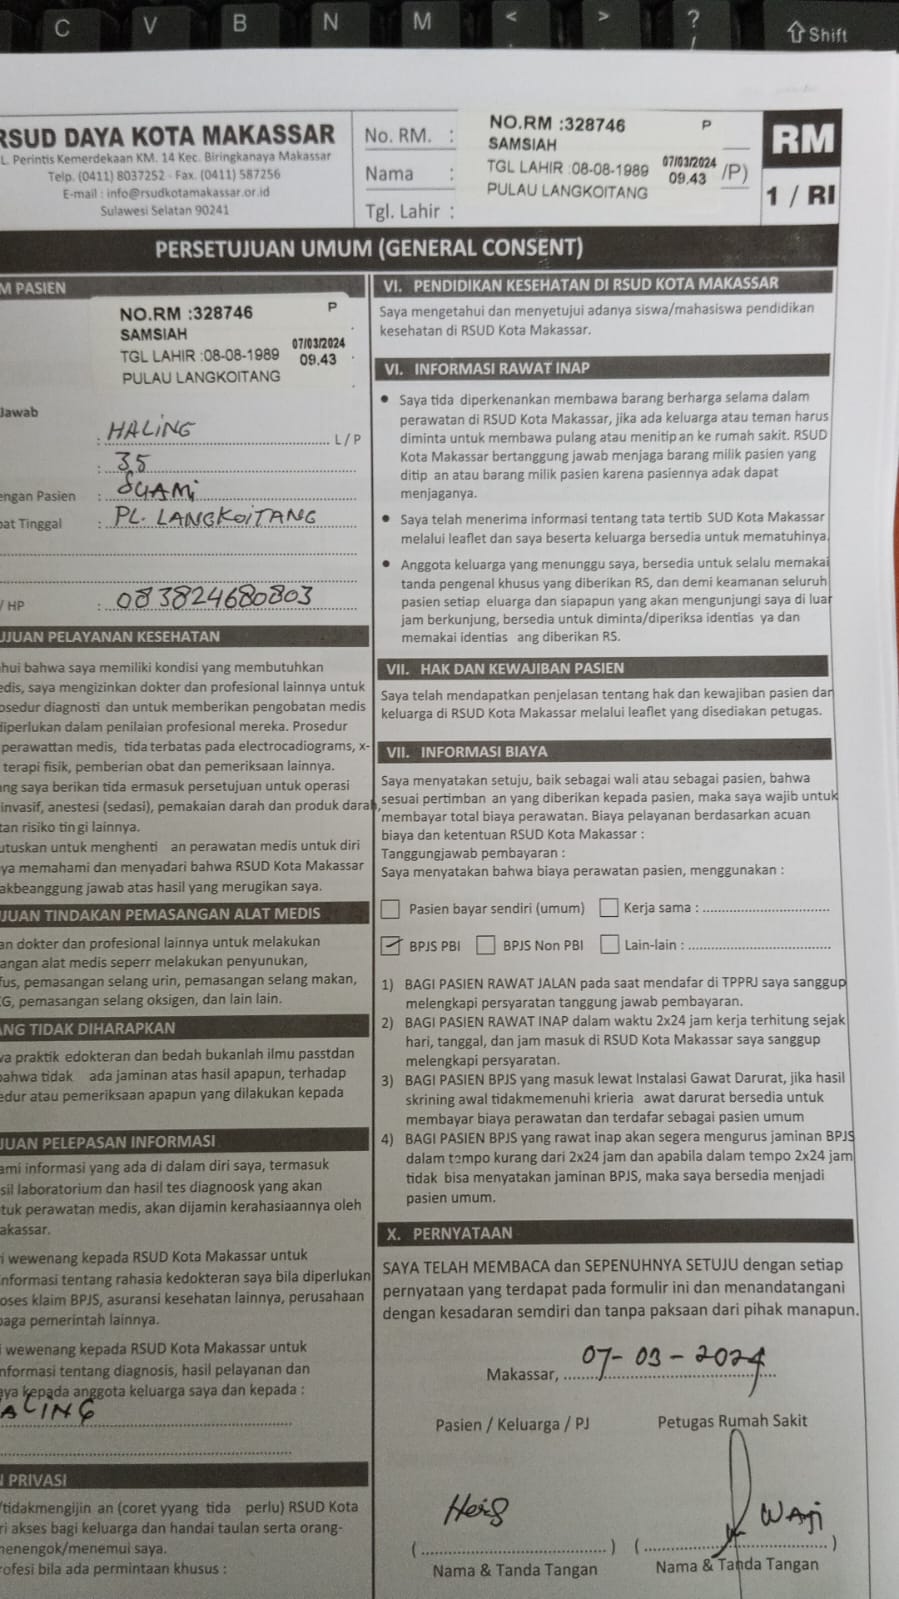 C V B N M < > ? / ⇧Shift
RSUD DAYA KOTA MAKASSAR
L. Perintis Kemerdekaan KM. 14 Kec. Biringkanaya Makassar
Telp. (0411) 8037252 - Fax. (0411) 587256
E-mail : info@rsudkotamakassar.or.id
Sulawesi Selatan 90241
No. RM. :
Nama :
Tgl. Lahir :
NO.RM :328746 P
SAMSIAH
TGL LAHIR :08-08-1989 07/03/2024
PULAU LANGKOITANG 09.43
/P)
RM
1 / RI
PERSETUJUAN UMUM (GENERAL CONSENT)
M PASIEN
NO.RM :328746 P
SAMSIAH
TGL LAHIR :08-08-1989 07/03/2024
PULAU LANGKOITANG 09.43
Jawab
: HALING L / P
: 35
engan Pasien : SUAMI
pat Tinggal : PL. LANGKOITANG
/ HP : 083824680803
UJUAN PELAYANAN KESEHATAN
hui bahwa saya memiliki kondisi yang membutuhkan
edis, saya mengizinkan dokter dan profesional lainnya untuk
osedur diagnosti dan untuk memberikan pengobatan medis
diperlukan dalam penilaian profesional mereka. Prosedur
perawattan medis, tida terbatas pada electrocadiograms, x-
terapi fisik, pemberian obat dan pemeriksaan lainnya.
ng saya berikan tida ermasuk persetujuan untuk operasi
invasif, anestesi (sedasi), pemakaian darah dan produk darah,
tan risiko tin gi lainnya.
utuskan untuk menghenti an perawatan medis untuk diri
ya memahami dan menyadari bahwa RSUD Kota Makassar
akbeanggung jawab atas hasil yang merugikan saya.
JUAN TINDAKAN PEMASANGAN ALAT MEDIS
an dokter dan profesional lainnya untuk melakukan
angan alat medis seperr melakukan penyunukan,
fus, pemasangan selang urin, pemasangan selang makan,
G, pemasangan selang oksigen, dan lain lain.
NG TIDAK DIHARAPKAN
va praktik edokteran dan bedah bukanlah ilmu passtdan
bahwa tidak ada jaminan atas hasil apapun, terhadap
edur atau pemeriksaan apapun yang dilakukan kepada
JUAN PELEPASAN INFORMASI
ami informasi yang ada di dalam diri saya, termasuk
sil laboratorium dan hasil tes diagnoosk yang akan
tuk perawatan medis, akan dijamin kerahasiaannya oleh
akassar.
i wewenang kepada RSUD Kota Makassar untuk
nformasi tentang rahasia kedokteran saya bila diperlukan
oses klaim BPJS, asuransi kesehatan lainnya, perusahaan
baga pemerintah lainnya.
i wewenang kepada RSUD Kota Makassar untuk
nformasi tentang diagnosis, hasil pelayanan dan
aya kepada anggota keluarga saya dan kepada :
ALING
N PRIVASI
/tidakmengijin an (coret yyang tida perlu) RSUD Kota
ri akses bagi keluarga dan handai taulan serta orang-
menengok/menemui saya.
rofesi bila ada permintaan khusus :
VI. PENDIDIKAN KESEHATAN DI RSUD KOTA MAKASSAR
Saya mengetahui dan menyetujui adanya siswa/mahasiswa pendidikan
kesehatan di RSUD Kota Makassar.
VI. INFORMASI RAWAT INAP
• Saya tida diperkenankan membawa barang berharga selama dalam
perawatan di RSUD Kota Makassar, jika ada keluarga atau teman harus
diminta untuk membawa pulang atau menitip an ke rumah sakit. RSUD
Kota Makassar bertanggung jawab menjaga barang milik pasien yang
ditip an atau barang milik pasien karena pasiennya adak dapat
menjaganya.
• Saya telah menerima informasi tentang tata tertib SUD Kota Makassar
melalui leaflet dan saya beserta keluarga bersedia untuk mematuhinya.
• Anggota keluarga yang menunggu saya, bersedia untuk selalu memakai
tanda pengenal khusus yang diberikan RS, dan demi keamanan seluruh
pasien setiap eluarga dan siapapun yang akan mengunjungi saya di luar
jam berkunjung, bersedia untuk diminta/diperiksa identias ya dan
memakai identias ang diberikan RS.
VII. HAK DAN KEWAJIBAN PASIEN
Saya telah mendapatkan penjelasan tentang hak dan kewajiban pasien dan
keluarga di RSUD Kota Makassar melalui leaflet yang disediakan petugas.
VII. INFORMASI BIAYA
Saya menyatakan setuju, baik sebagai wali atau sebagai pasien, bahwa
sesuai pertimban an yang diberikan kepada pasien, maka saya wajib untuk
membayar total biaya perawatan. Biaya pelayanan berdasarkan acuan
biaya dan ketentuan RSUD Kota Makassar :
Tanggungjawab pembayaran :
Saya menyatakan bahwa biaya perawatan pasien, menggunakan :
Pasien bayar sendiri (umum) Kerja sama :
BPJS PBI BPJS Non PBI Lain-lain :
1) BAGI PASIEN RAWAT JALAN pada saat mendafar di TPPRJ saya sanggup
melengkapi persyaratan tanggung jawab pembayaran.
2) BAGI PASIEN RAWAT INAP dalam waktu 2x24 jam kerja terhitung sejak
hari, tanggal, dan jam masuk di RSUD Kota Makassar saya sanggup
melengkapi persyaratan.
3) BAGI PASIEN BPJS yang masuk lewat Instalasi Gawat Darurat, jika hasil
skrining awal tidakmemenuhi krieria awat darurat bersedia untuk
membayar biaya perawatan dan terdafar sebagai pasien umum
4) BAGI PASIEN BPJS yang rawat inap akan segera mengurus jaminan BPJS
dalam tempo kurang dari 2x24 jam dan apabila dalam tempo 2x24 jam
tidak bisa menyatakan jaminan BPJS, maka saya bersedia menjadi
pasien umum.
X. PERNYATAAN
SAYA TELAH MEMBACA dan SEPENUHNYA SETUJU dengan setiap
pernyataan yang terdapat pada formulir ini dan menandatangani
dengan kesadaran semdiri dan tanpa paksaan dari pihak manapun.
Makassar, 07-03-2024
Pasien / Keluarga / PJ Petugas Rumah Sakit
WAJI
( ) ( )
Nama & Tanda Tangan Nama & Tanda Tangan